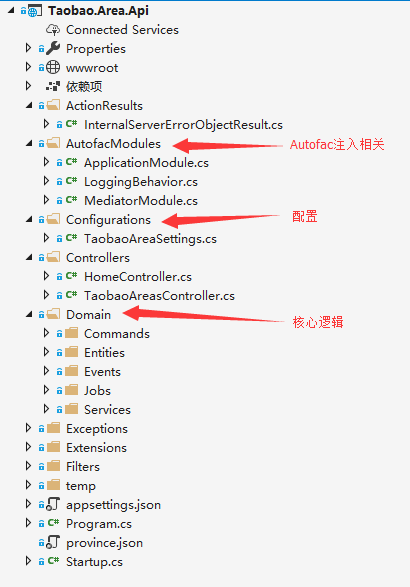 Taobao.Area.Api
Connected Services
Properties
wwwroot
依赖项
ActionResults
C# InternalServerErrorObjectResult.cs
AutofacModules Autofac注入相关
C# ApplicationModule.cs
C# LoggingBehavior.cs
C# MediatorModule.cs
Configurations 配置
C# TaobaoAreaSettings.cs
Controllers
C# HomeController.cs
C# TaobaoAreasController.cs
Domain 核心逻辑
Commands
Entities
Events
Jobs
Services
Exceptions
Extensions
Filters
temp
appsettings.json
C# Program.cs
province.json
C# Startup.cs